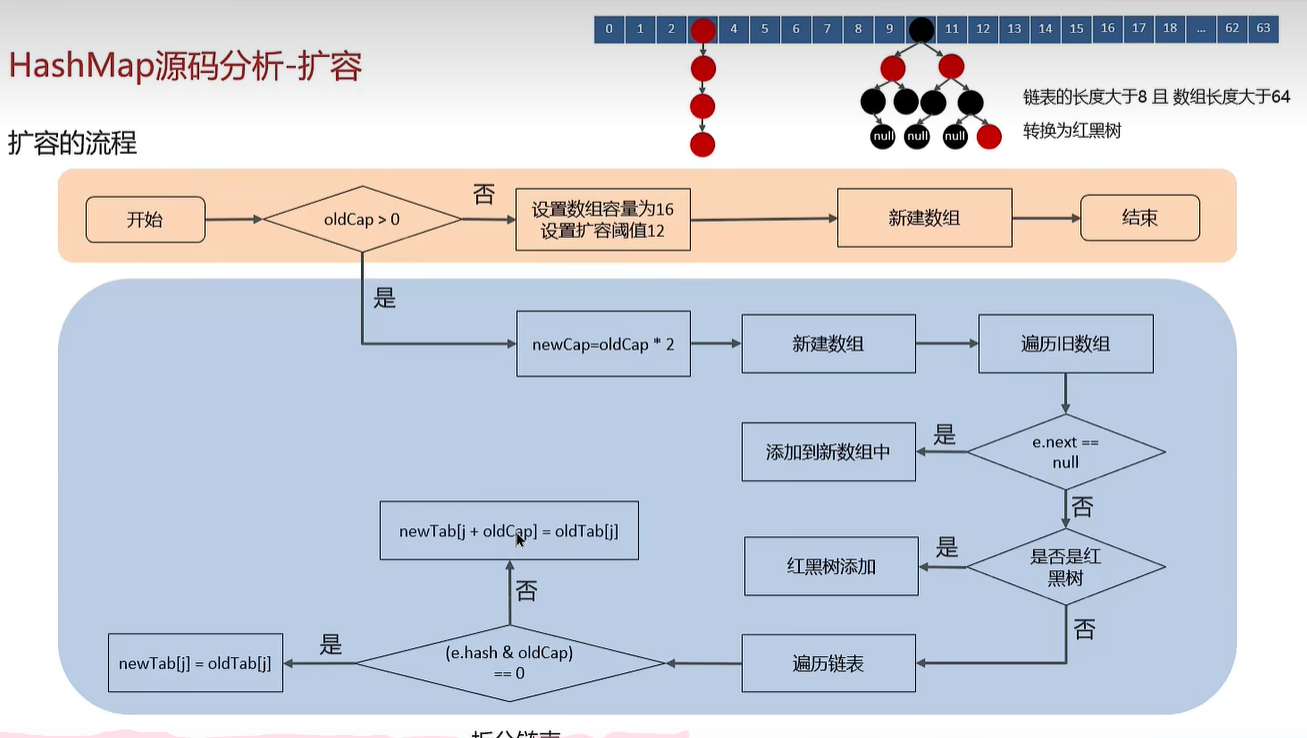 0 1 2 4 5 6 7 8 9 11 12 13 14 15 16 17 18 ... 62 63
HashMap源码分析-扩容
链表的长度大于8 且 数组长度大于64
转换为红黑树
null null null
扩容的流程
开始
oldCap > 0
否
设置数组容量为16
设置扩容阈值12
新建数组
结束
是
newCap=oldCap * 2
新建数组
遍历旧数组
e.next ==
null
是
添加到新数组中
否
是否是红
黑树
是
红黑树添加
否
遍历链表
(e.hash & oldCap)
== 0
否
newTab[j + oldCap] = oldTab[j]
是
newTab[j] = oldTab[j]
拆分链表